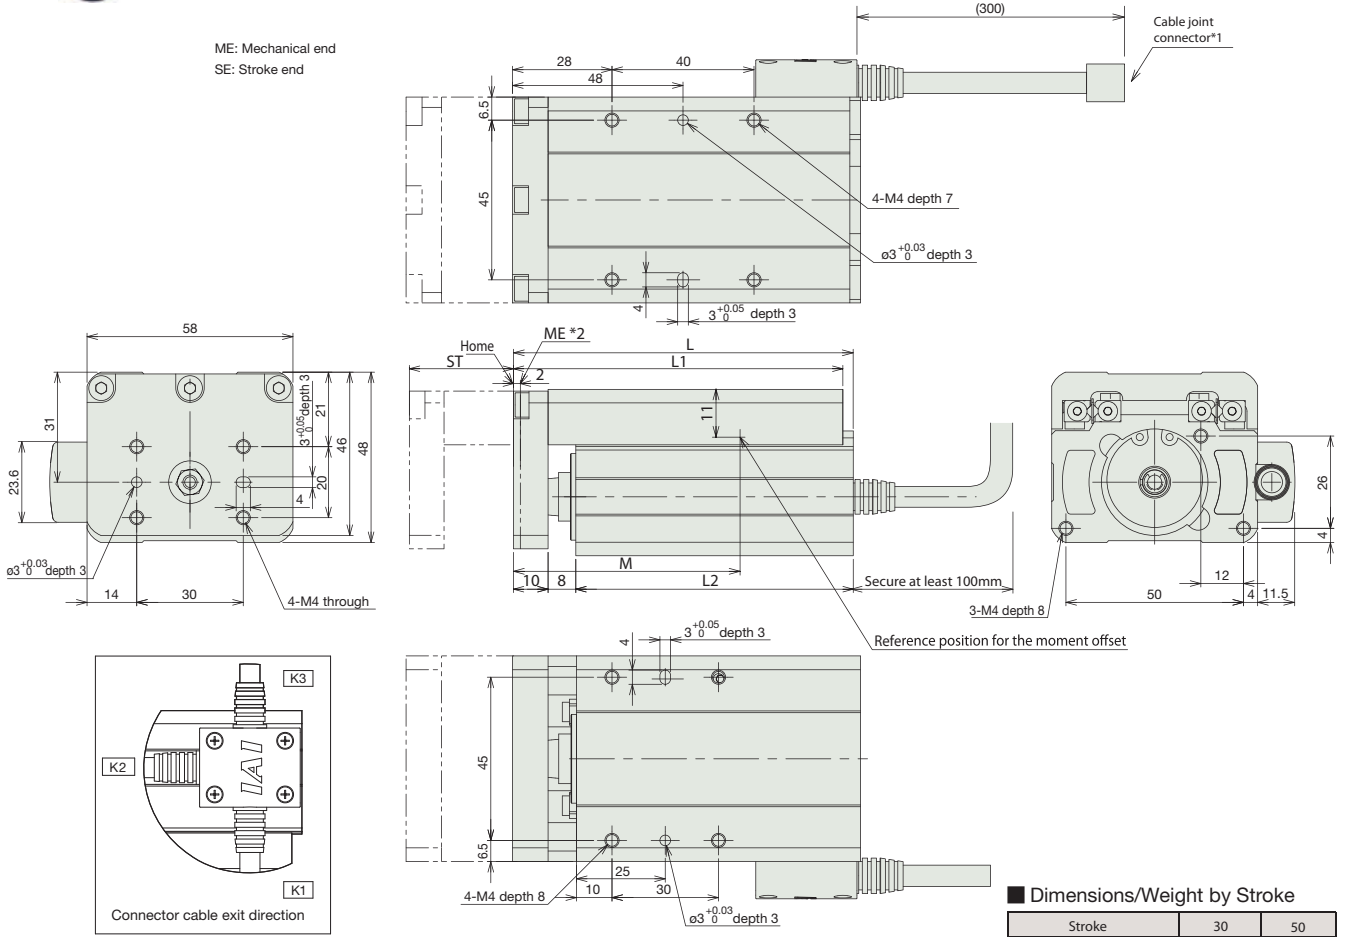 (300)
Cable joint
connector*1
ME: Mechanical end
SE: Stroke end
28
40
48
6.5
45
4-M4 depth 7
ø3 +0.03 0 depth 3
4
3 +0.05 0 depth 3
58
31
23.6
3 +0.05 0 depth 3
21
46
48
20
4
ø3 +0.03 0 depth 3
14
30
4-M4 through
Home
ME *2
ST
L
L1
2
11
M
10
8
L2
Secure at least 100mm
Reference position for the moment offset
26
4
12
50
4
11.5
3-M4 depth 8
K3
K2
IAI
K1
Connector cable exit direction
4
3 +0.05 0 depth 3
45
6.5
25
10
30
4-M4 depth 8
ø3 +0.03 0 depth 3
■ Dimensions/Weight by Stroke
Stroke 30 50